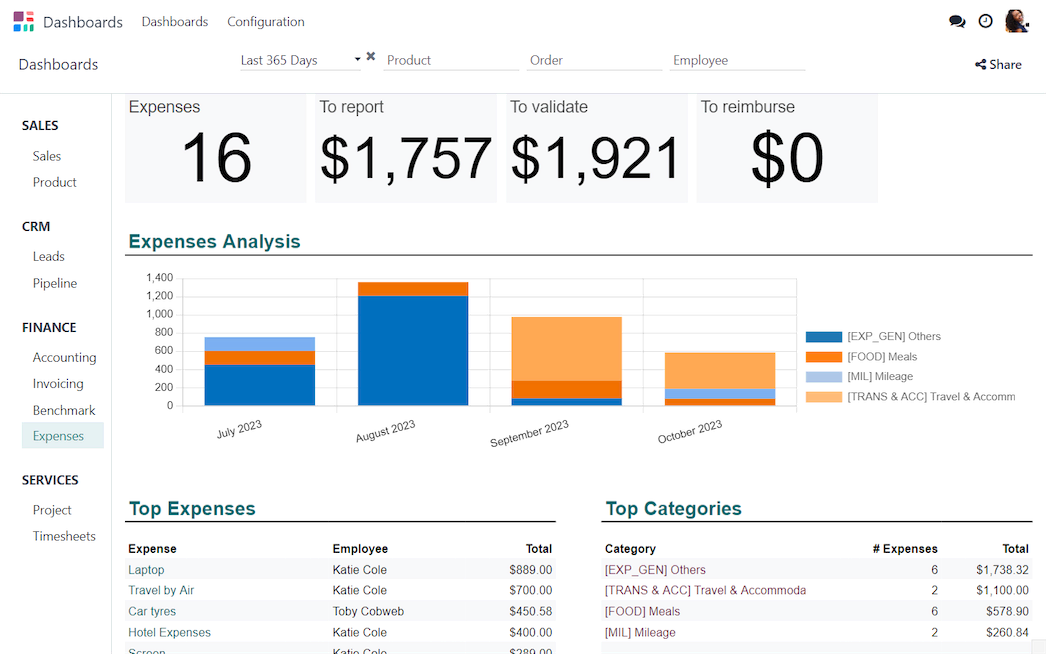 Dashboards Dashboards Configuration
Dashboards Last 365 Days Product Order Employee Share
SALES
Sales
Product
CRM
Leads
Pipeline
FINANCE
Accounting
Invoicing
Benchmark
Expenses
SERVICES
Project
Timesheets
Expenses To report To validate To reimburse
16 $1,757 $1,921 $0
Expenses Analysis
1,400
1,200
1,000
800
600
400
200
0
July 2023 August 2023 September 2023 October 2023
[EXP_GEN] Others
[FOOD] Meals
[MIL] Mileage
[TRANS & ACC] Travel & Accomm
Top Expenses
Expense Employee Total
Laptop Katie Cole $889.00
Travel by Air Katie Cole $700.00
Car tyres Toby Cobweb $450.58
Hotel Expenses Katie Cole $400.00
Screen Katie Cole $289.00
Top Categories
Category # Expenses Total
[EXP_GEN] Others 6 $1,738.32
[TRANS & ACC] Travel & Accommoda 2 $1,100.00
[FOOD] Meals 6 $578.90
[MIL] Mileage 2 $260.84